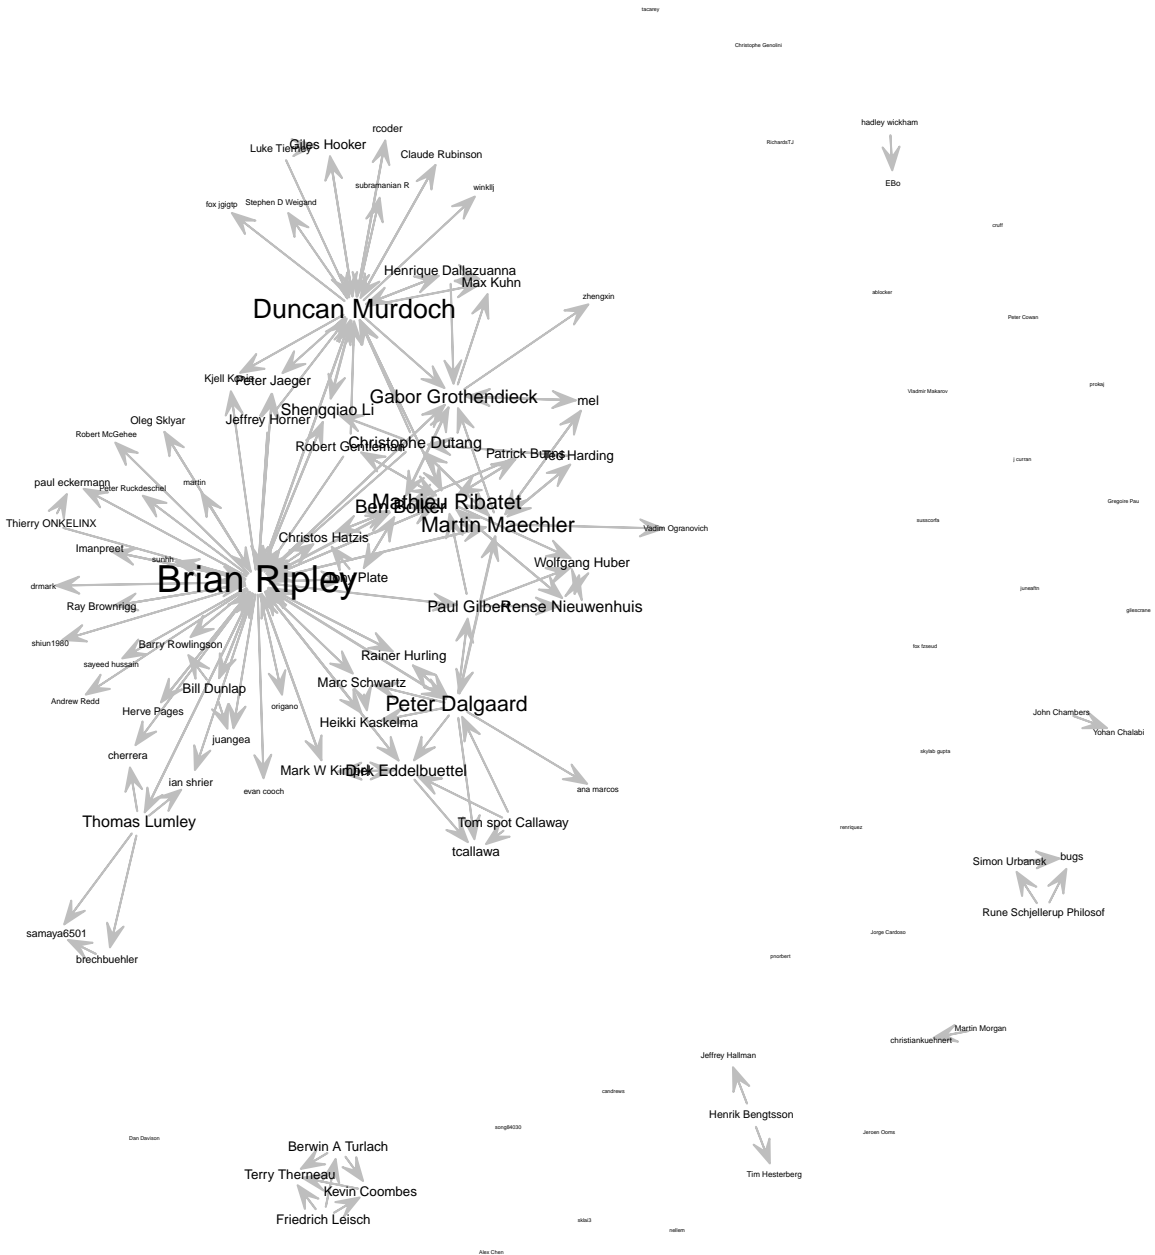 tacarey
Christophe Genolini
hadley wickham
rcoder
RichardsTJ
Giles Hooker
Luke Tierney
Claude Rubinson
EBo
subramanian R
winkllj
Stephen D Weigand
fox jgigtp
cruff
Henrique Dallazuanna
Max Kuhn
ablocker
zhengxin
Duncan Murdoch
Peter Cowan
Kjell Konis
Peter Jaeger
prokaj
Vladimir Makarov
Gabor Grothendieck
mel
Shengqiao Li
Jeffrey Horner
Oleg Sklyar
Robert McGehee
Christophe Dutang
Robert Gentleman
Patrick Burns
Ted Harding
j curran
paul eckermann
Peter Ruckdeschel
martin
Mathieu Ribatet
Gregoire Pau
Ben Bolker
Thierry ONKELINX
Martin Maechler
Vadim Ogranovich
Christos Hatzis
Imanpreet
sunhh
Wolfgang Huber
Brian Ripley
Toby Plate
drmark
juneafin
Ray Brownrigg
Paul Gilbert
Rense Nieuwenhuis
gilescrane
shiun1980
Barry Rowlingson
fox fzseud
Rainer Hurling
sayeed hussain
Marc Schwartz
Bill Dunlap
Andrew Redd
Herve Pages
origano
Peter Dalgaard
John Chambers
Heikki Kaskelma
Yohan Chalabi
juangea
cherrera
skylab gupta
Mark W Kimpel
Dirk Eddelbuettel
ian shrier
evan cooch
ana marcos
Thomas Lumley
Tom spot Callaway
renriquez
tcallawa
Simon Urbanek
bugs
Rune Schjellerup Philosof
samaya6501
Jorge Cardoso
brechbuehler
pnorbert
Martin Morgan
christiankuehnert
Jeffrey Hallman
candrews
Henrik Bengtsson
song84030
Jeroen Ooms
Dan Davison
Berwin A Turlach
Terry Therneau
Tim Hesterberg
Kevin Coombes
Friedrich Leisch
sklai3
nellem
Alex Chen